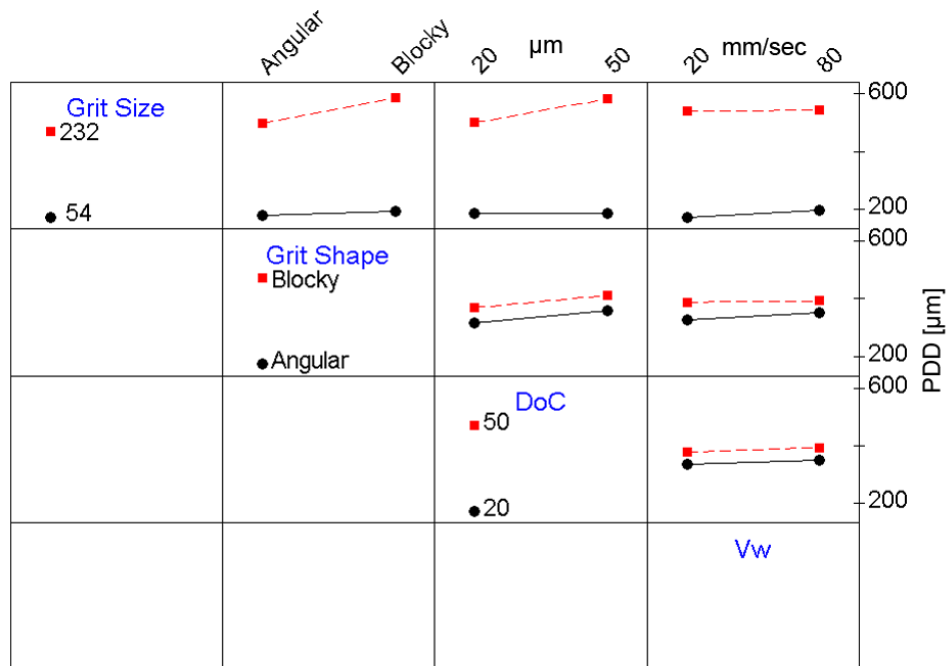 Angular
Blocky
20
µm
50
20
mm/sec
80
Grit Size
232
54
600
200
Grit Shape
Blocky
Angular
600
200
PDD [µm]
DoC
50
20
600
200
Vw